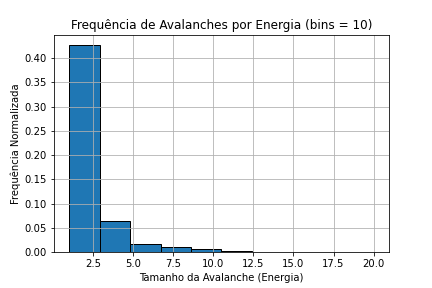 Frequência de Avalanches por Energia (bins = 10)
0.40
0.35
0.30
0.25
0.20
0.15
0.10
0.05
0.00
Frequência Normalizada
2.5 5.0 7.5 10.0 12.5 15.0 17.5 20.0
Tamanho da Avalanche (Energia)